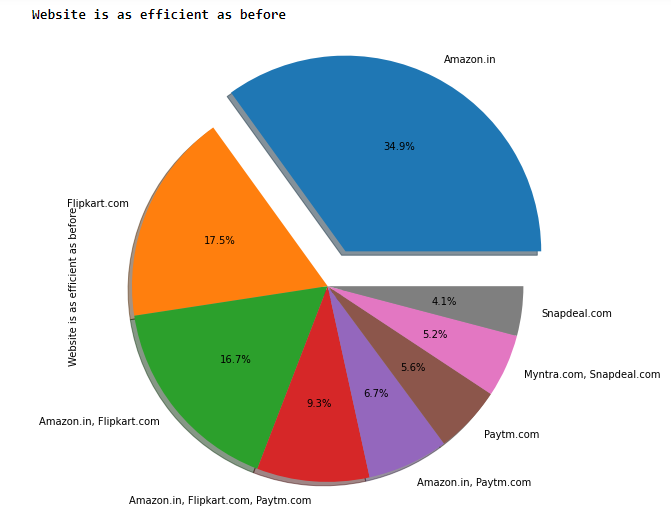 Website is as efficient as before
Amazon.in
34.9%
Flipkart.com
17.5%
Website is as efficient as before
16.7%
Amazon.in, Flipkart.com
9.3%
Amazon.in, Flipkart.com, Paytm.com
6.7%
Amazon.in, Paytm.com
5.6%
Paytm.com
5.2%
Myntra.com, Snapdeal.com
4.1%
Snapdeal.com